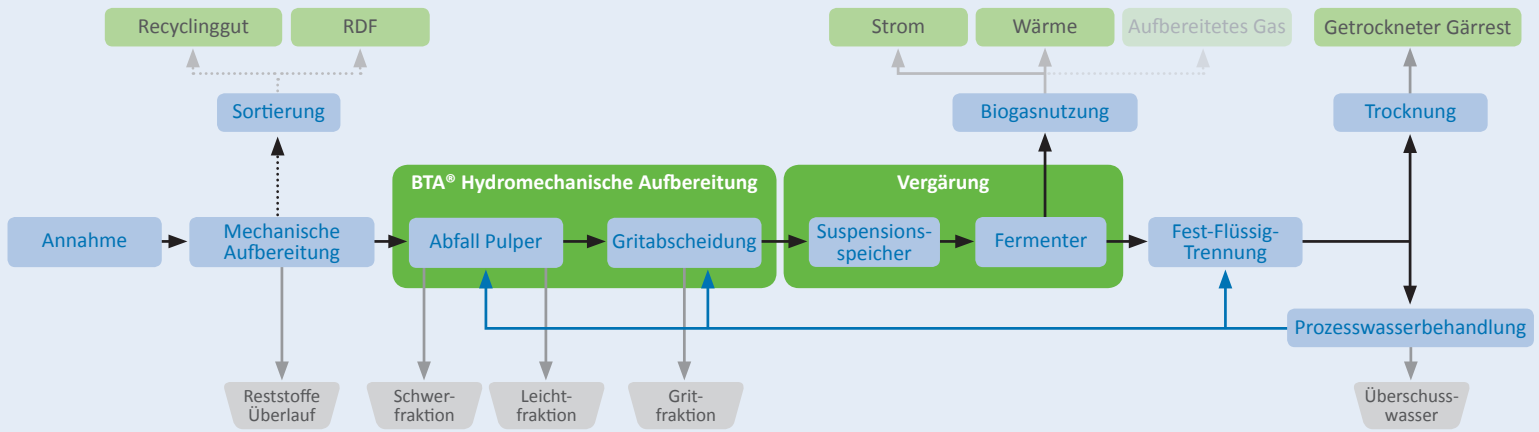 Recyclinggut
RDF
Strom
Wärme
Aufbereitetes Gas
Getrockneter Gärrest
Sortierung
Biogasnutzung
Trocknung
BTA® Hydromechanische Aufbereitung
Vergärung
Annahme
Mechanische
Aufbereitung
Abfall Pulper
Gritabscheidung
Suspensions-
speicher
Fermenter
Fest-Flüssig-
Trennung
Prozesswasserbehandlung
Reststoffe
Überlauf
Schwer-
fraktion
Leicht-
fraktion
Grit-
fraktion
Überschuss-
wasser